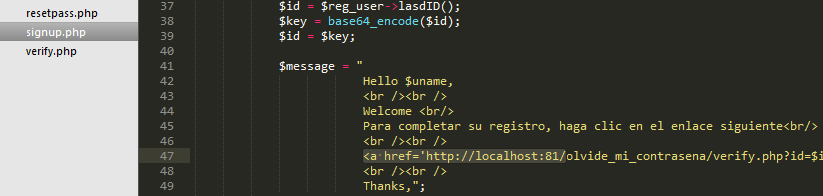 resetpass.php
signup.php
verify.php
37 $id = $reg_user->lasdID();
38 $key = base64_encode($id);
39 $id = $key;
40
41 $message = "
42 Hello $uname,
43 <br /><br />
44 Welcome <br/>
45 Para completar su registro, haga clic en el enlace siguiente<br/>
46 <br /><br />
47 <a href='http://localhost:81/olvide_mi_contrasena/verify.php?id=$i
48 <br /><br />
49 Thanks,";